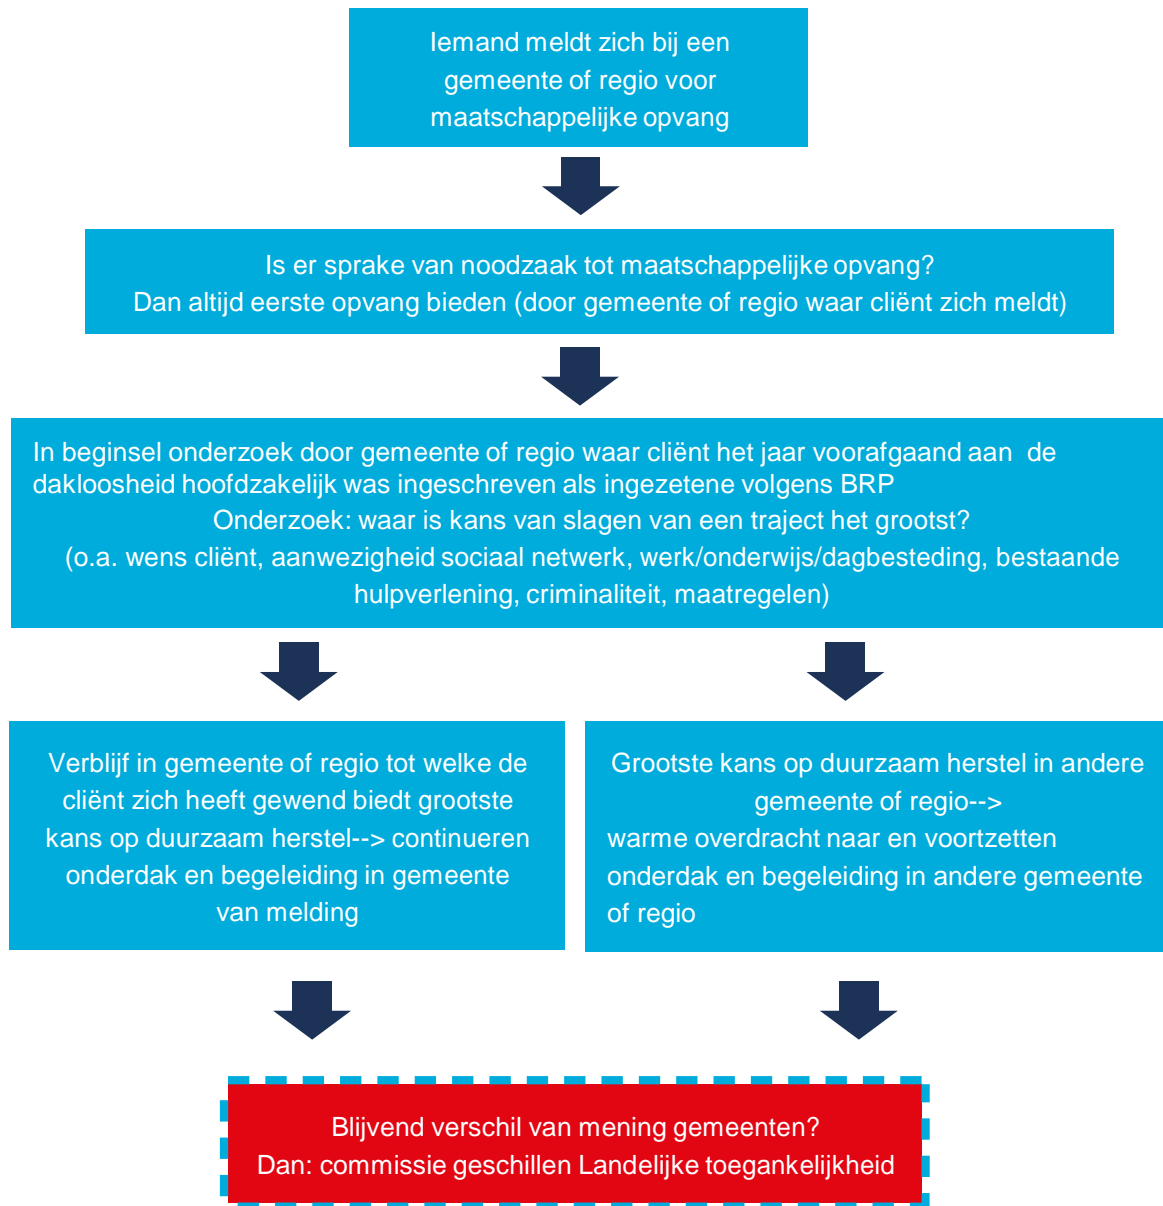 Iemand meldt zich bij een
gemeente of regio voor
maatschappelijke opvang
Is er sprake van noodzaak tot maatschappelijke opvang?
Dan altijd eerste opvang bieden (door gemeente of regio waar cliënt zich meldt)
In beginsel onderzoek door gemeente of regio waar cliënt het jaar voorafgaand aan de
dakloosheid hoofdzakelijk was ingeschreven als ingezetene volgens BRP
Onderzoek: waar is kans van slagen van een traject het grootst?
(o.a. wens cliënt, aanwezigheid sociaal netwerk, werk/onderwijs/dagbesteding, bestaande
hulpverlening, criminaliteit, maatregelen)
Verblijf in gemeente of regio tot welke de
cliënt zich heeft gewend biedt grootste
kans op duurzaam herstel--> continueren
onderdak en begeleiding in gemeente
van melding
Grootste kans op duurzaam herstel in andere
gemeente of regio-->
warme overdracht naar en voortzetten
onderdak en begeleiding in andere gemeente
of regio
Blijvend verschil van mening gemeenten?
Dan: commissie geschillen Landelijke toegankelijkheid